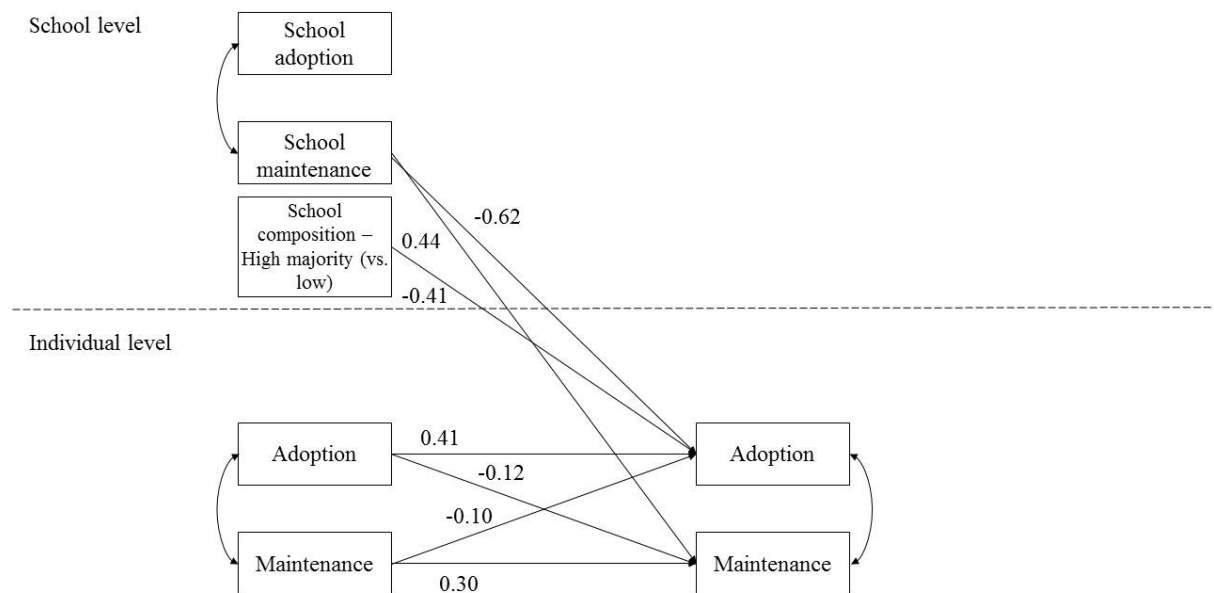 School level
School
adoption
School
maintenance
School
composition –
High majority (vs.
low)
-0.62
0.44
-0.41
Individual level
Adoption
0.41
Adoption
-0.12
-0.10
Maintenance
Maintenance
0.30